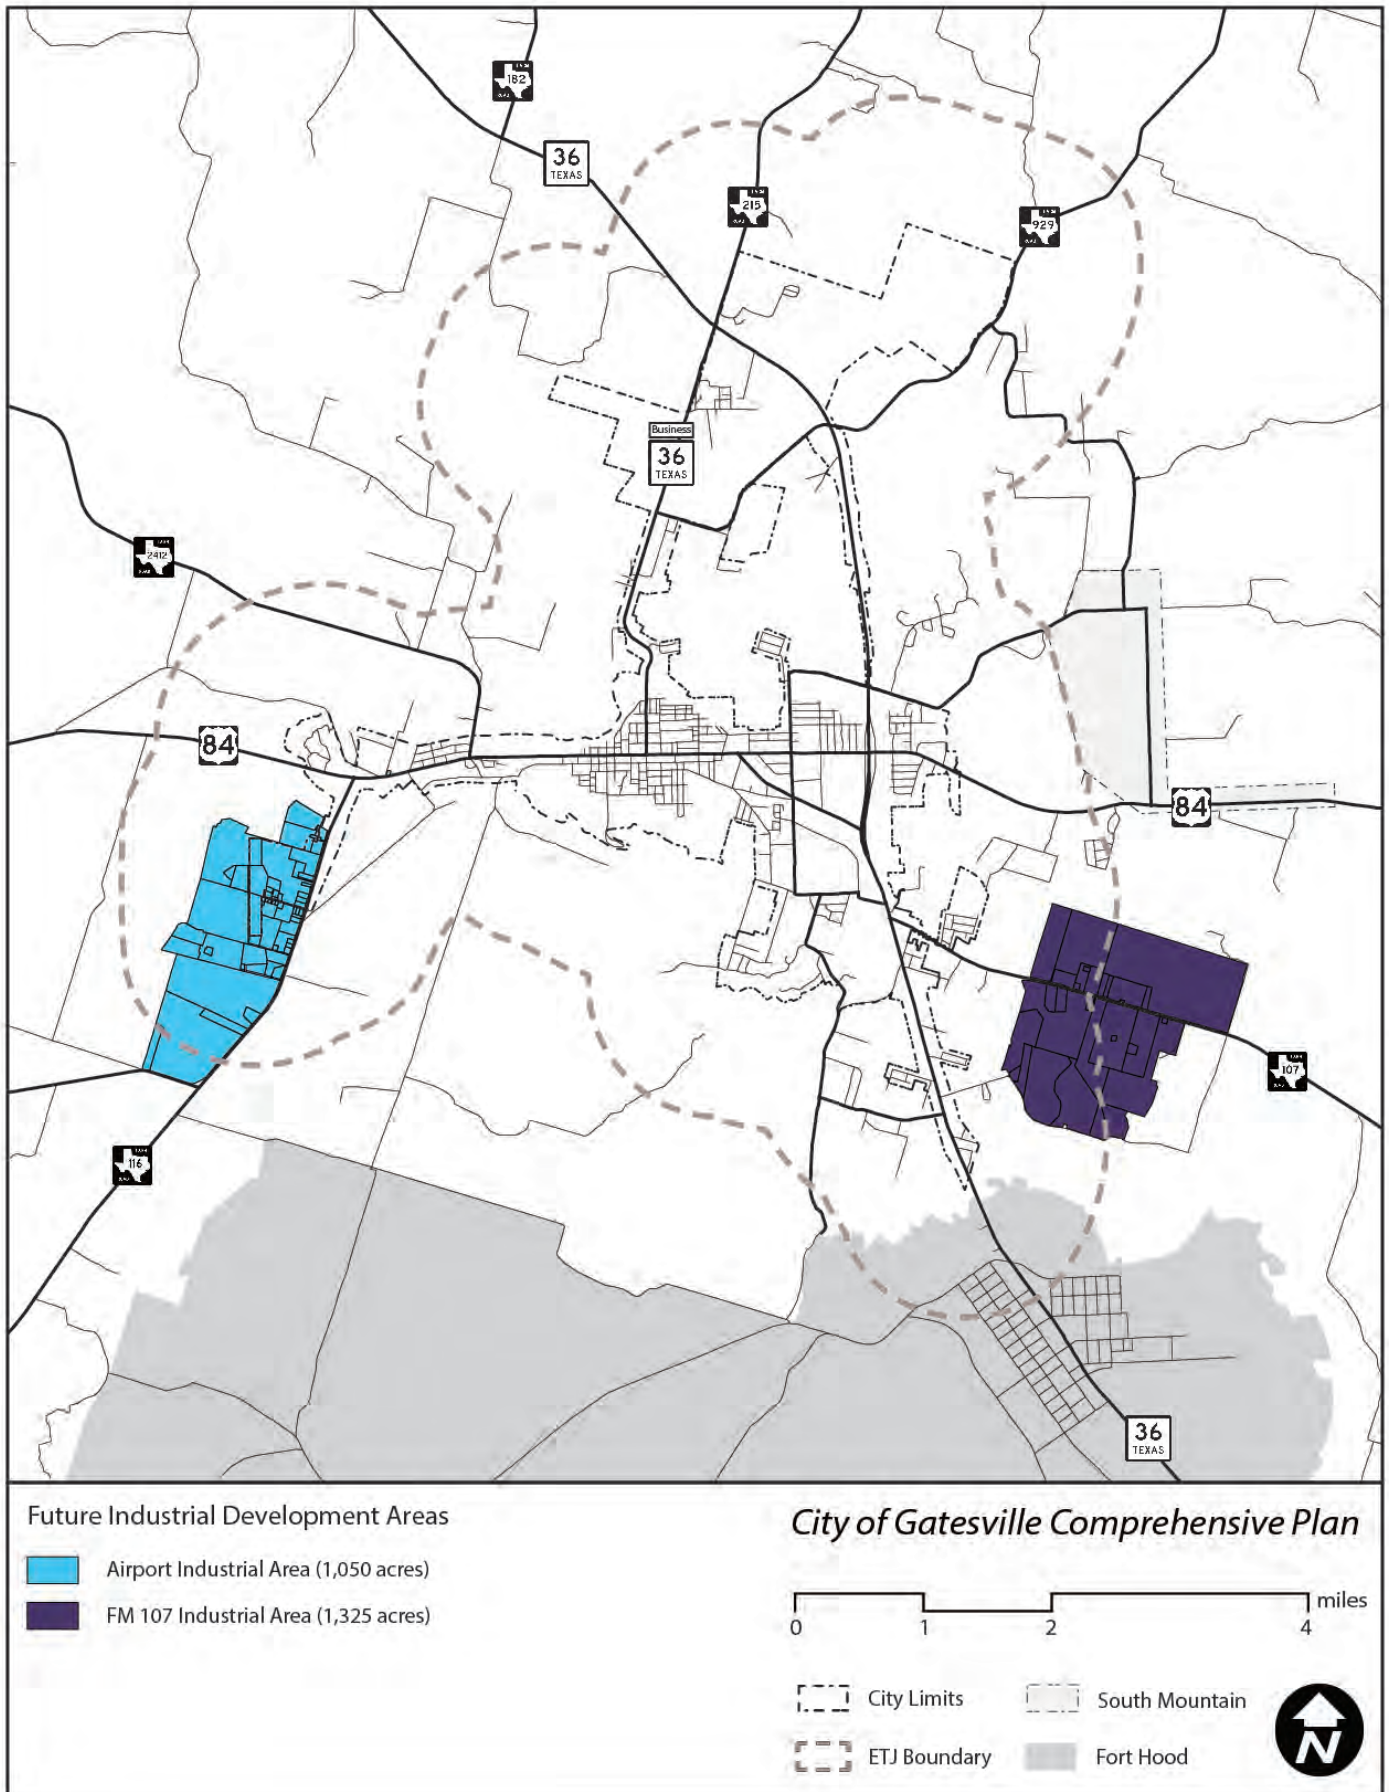 182
36
TEXAS
215
929
Business
36
TEXAS
2412
84
84
107
116
36
TEXAS
Future Industrial Development Areas
Airport Industrial Area (1,050 acres)
FM 107 Industrial Area (1,325 acres)
City of Gatesville Comprehensive Plan
miles
0 1 2 4
City Limits
South Mountain
ETJ Boundary
Fort Hood
N